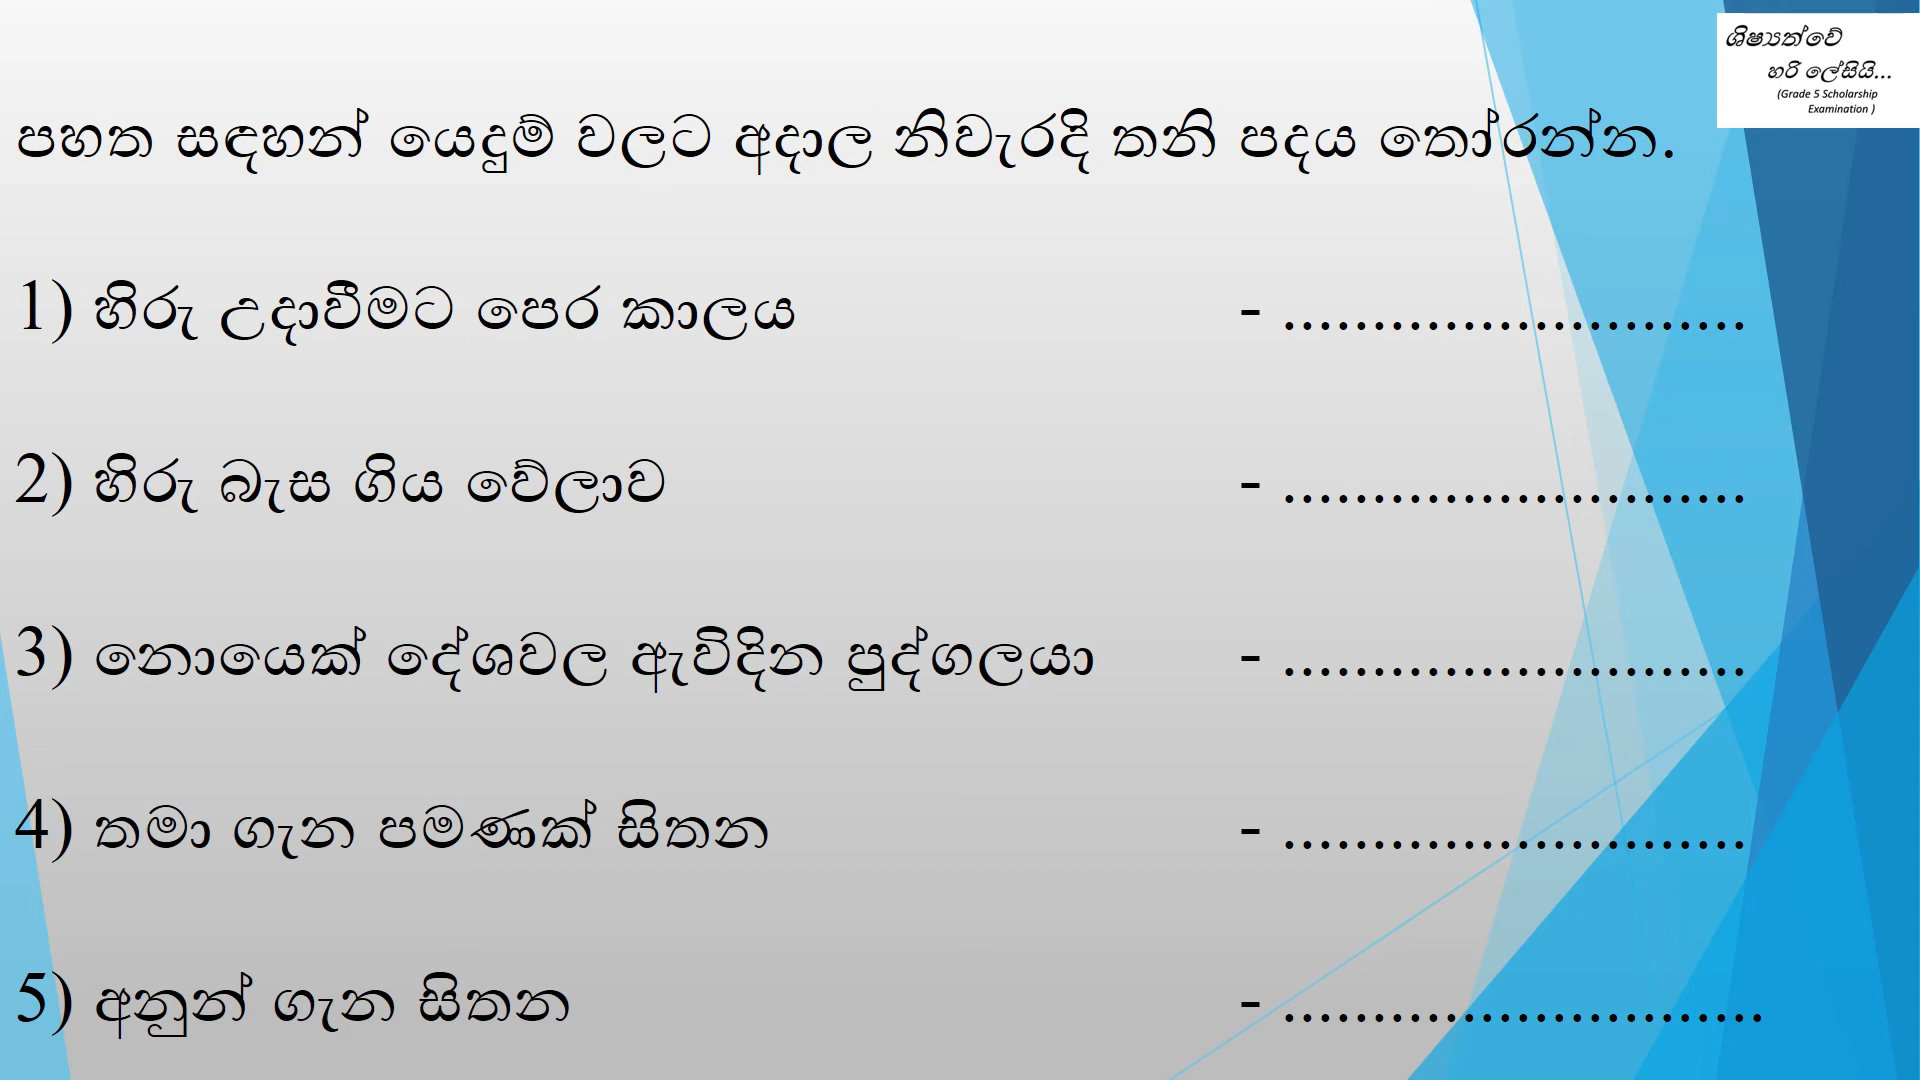 ශිෂ්‍යත්වේ
හරි ලේසියි...
(Grade 5 Scholarship
Examination )
පහත සඳහන් යෙදුම් වලට අදාල නිවැරදි තනි පදය තෝරන්න.
1) හිරු උදාවීමට පෙර කාලය - ..........................
2) හිරු බැස ගිය වේලාව - ..........................
3) නොයෙක් දේශවල ඇවිදින පුද්ගලයා - ..........................
4) තමා ගැන පමණක් සිතන - ..........................
5) අනුන් ගැන සිතන - ...........................